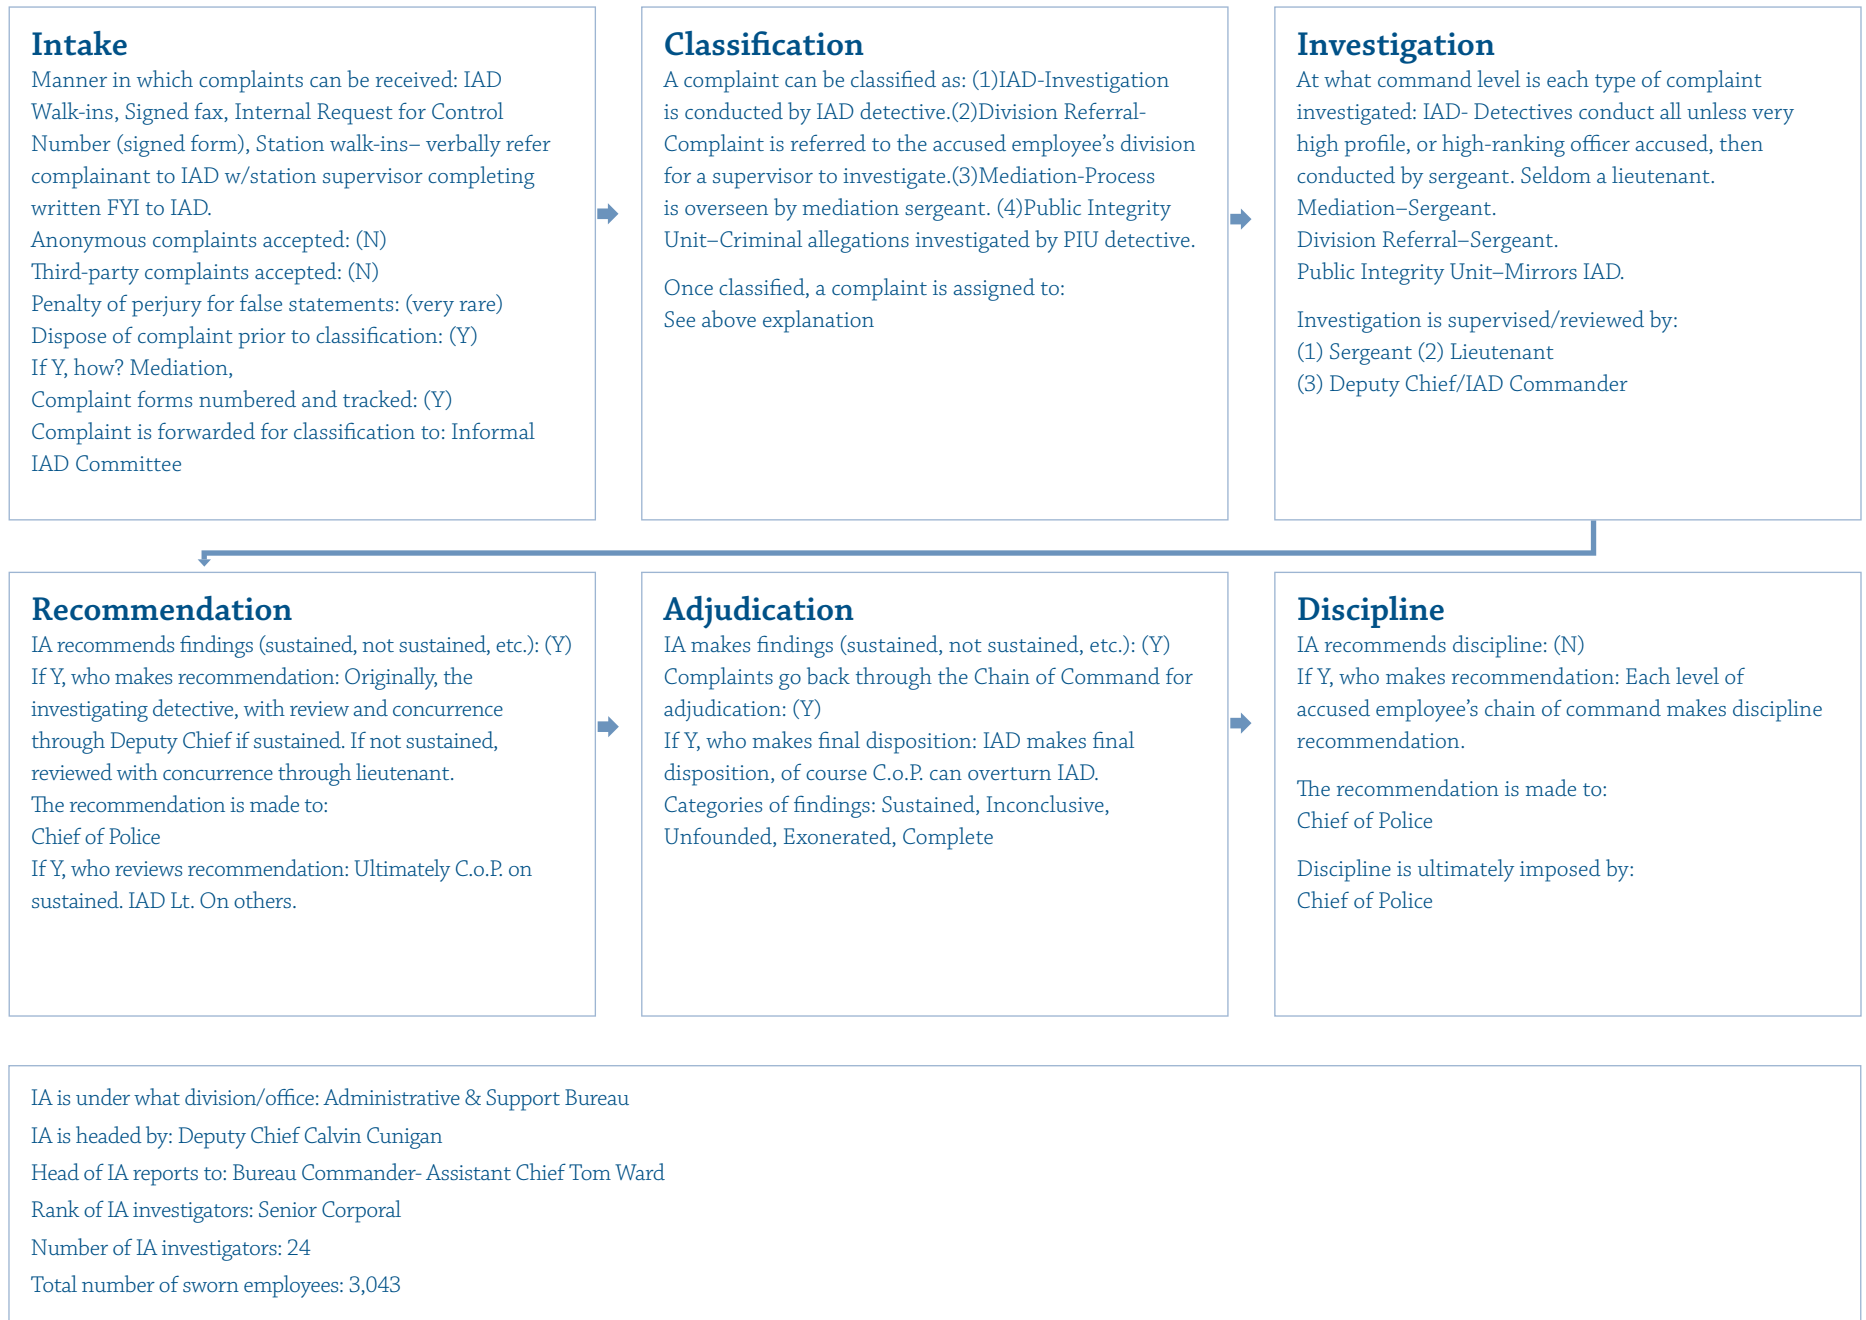 Intake
Manner in which complaints can be received: IAD
Walk-ins, Signed fax, Internal Request for Control
Number (signed form), Station walk-ins– verbally refer
complainant to IAD w/station supervisor completing
written FYI to IAD.
Anonymous complaints accepted: (N)
Third-party complaints accepted: (N)
Penalty of perjury for false statements: (very rare)
Dispose of complaint prior to classification: (Y)
If Y, how? Mediation,
Complaint forms numbered and tracked: (Y)
Complaint is forwarded for classification to: Informal
IAD Committee
Classification
A complaint can be classified as: (1)IAD-Investigation
is conducted by IAD detective.(2)Division Referral-
Complaint is referred to the accused employee's division
for a supervisor to investigate.(3)Mediation-Process
is overseen by mediation sergeant. (4)Public Integrity
Unit–Criminal allegations investigated by PIU detective.
Once classified, a complaint is assigned to:
See above explanation
Investigation
At what command level is each type of complaint
investigated: IAD- Detectives conduct all unless very
high profile, or high-ranking officer accused, then
conducted by sergeant. Seldom a lieutenant.
Mediation–Sergeant.
Division Referral–Sergeant.
Public Integrity Unit–Mirrors IAD.
Investigation is supervised/reviewed by:
(1) Sergeant (2) Lieutenant
(3) Deputy Chief/IAD Commander
Recommendation
IA recommends findings (sustained, not sustained, etc.): (Y)
If Y, who makes recommendation: Originally, the
investigating detective, with review and concurrence
through Deputy Chief if sustained. If not sustained,
reviewed with concurrence through lieutenant.
The recommendation is made to:
Chief of Police
If Y, who reviews recommendation: Ultimately C.o.P. on
sustained. IAD Lt. On others.
Adjudication
IA makes findings (sustained, not sustained, etc.): (Y)
Complaints go back through the Chain of Command for
adjudication: (Y)
If Y, who makes final disposition: IAD makes final
disposition, of course C.o.P. can overturn IAD.
Categories of findings: Sustained, Inconclusive,
Unfounded, Exonerated, Complete
Discipline
IA recommends discipline: (N)
If Y, who makes recommendation: Each level of
accused employee's chain of command makes discipline
recommendation.
The recommendation is made to:
Chief of Police
Discipline is ultimately imposed by:
Chief of Police
IA is under what division/office: Administrative & Support Bureau
IA is headed by: Deputy Chief Calvin Cunigan
Head of IA reports to: Bureau Commander- Assistant Chief Tom Ward
Rank of IA investigators: Senior Corporal
Number of IA investigators: 24
Total number of sworn employees: 3,043